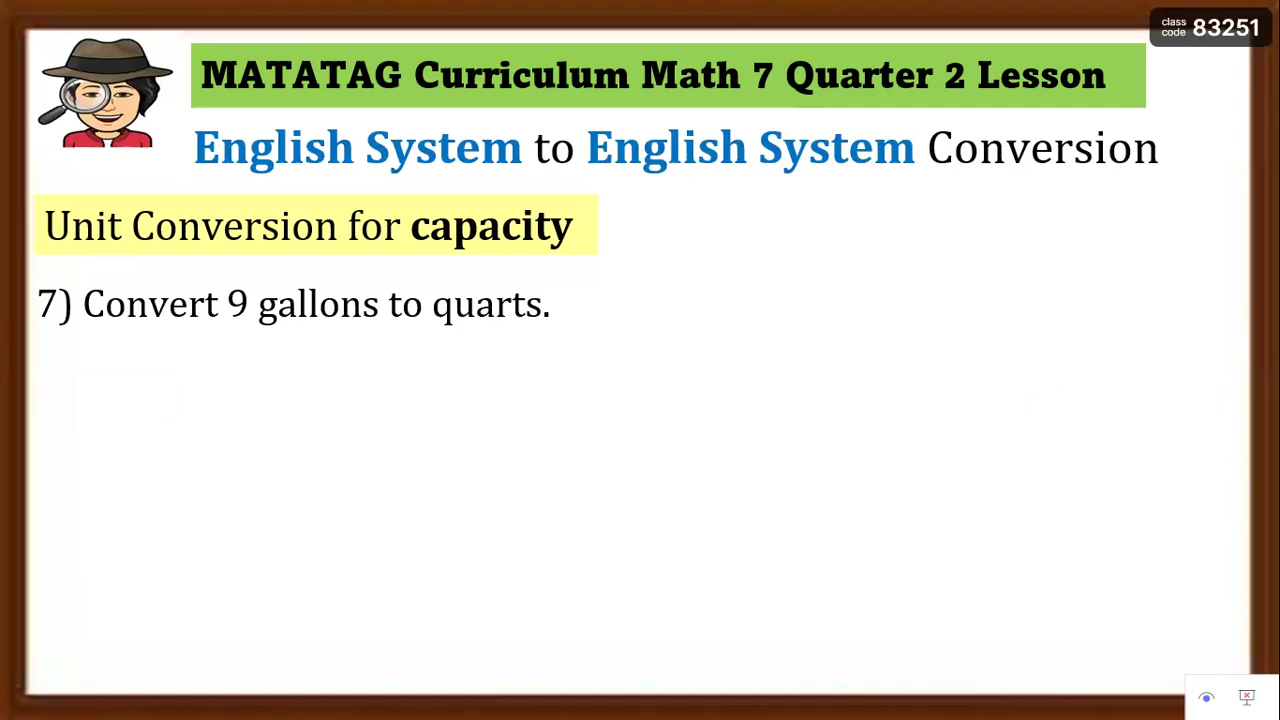 class code 83251
MATATAG Curriculum Math 7 Quarter 2 Lesson
English System to English System Conversion
Unit Conversion for capacity
7) Convert 9 gallons to quarts.